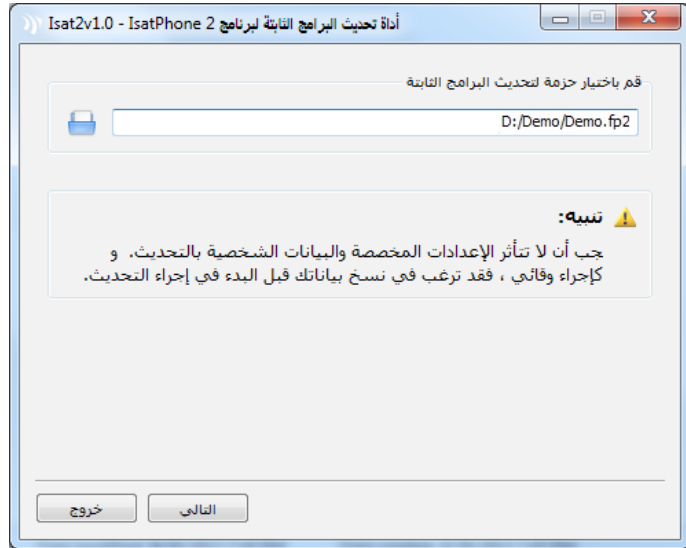 أداة تحديث البرامج الثابتة لبرنامج Isat2v1.0 - IsatPhone 2
قم باختيار حزمة لتحديث البرامج الثابتة
D:/Demo/Demo.fp2
تنبيه:
جب أن لا تتأثر الإعدادات المخصصة والبيانات الشخصية بالتحديث. و
كإجراء وقائي ، فقد ترغب في نسخ بياناتك قبل البدء في إجراء التحديث.
التالي
خروج